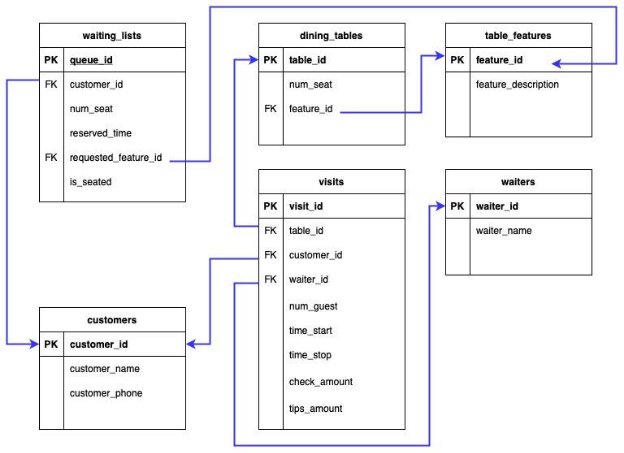 waiting_lists
PK queue_id
FK customer_id
num_seat
reserved_time
FK requested_feature_id
is_seated
dining_tables
PK table_id
num_seat
FK feature_id
table_features
PK feature_id
feature_description
visits
PK visit_id
FK table_id
FK customer_id
FK waiter_id
num_guest
time_start
time_stop
check_amount
tips_amount
waiters
PK waiter_id
waiter_name
customers
PK customer_id
customer_name
customer_phone